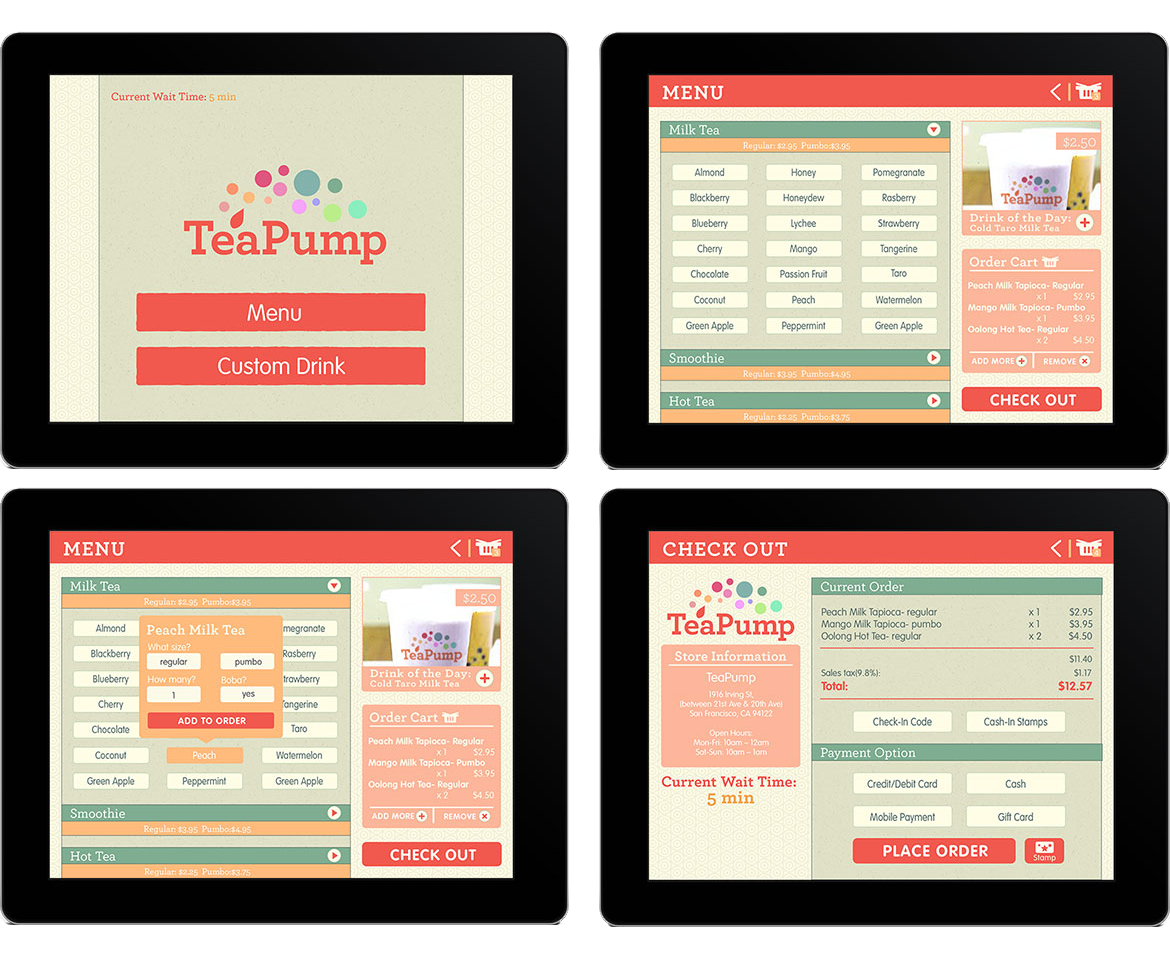 Current Wait Time: 5 min
TeaPump
Menu
Custom Drink
MENU
Milk Tea
Regular: $2.95 Pumbo:$3.95
Almond Honey Pomegranate
Blackberry Honeydew Rasberry
Blueberry Lychee Strawberry
Cherry Mango Tangerine
Chocolate Passion Fruit Taro
Coconut Peach Watermelon
Green Apple Peppermint Green Apple
Smoothie
Regular: $3.95 Pumbo:$4.95
Hot Tea
Regular: $2.25 Pumbo:$3.75
$2.50
TeaPump
Drink of the Day:
Cold Taro Milk Tea
Order Cart
Peach Milk Tapioca- Regular
x 1 $2.95
Mango Milk Tapioca- Pumbo
x 1 $3.95
Oolong Hot Tea- Regular
x 2 $4.50
ADD MORE REMOVE
CHECK OUT
MENU
Milk Tea
Regular: $2.95 Pumbo:$3.95
Almond megranate
Blackberry Rasberry
Blueberry trawberry
Cherry angerine
Chocolate Taro
Coconut Peach Watermelon
Green Apple Peppermint Green Apple
Peach Milk Tea
What size?
regular pumbo
How many? Boba?
1 yes
ADD TO ORDER
Smoothie
Regular: $3.95 Pumbo:$4.95
Hot Tea
Regular: $2.25 Pumbo:$3.75
$2.50
TeaPump
Drink of the Day:
Cold Taro Milk Tea
Order Cart
Peach Milk Tapioca- Regular
x 1 $2.95
Mango Milk Tapioca- Pumbo
x 1 $3.95
Oolong Hot Tea- Regular
x 2 $4.50
ADD MORE REMOVE
CHECK OUT
CHECK OUT
TeaPump
Store Information
TeaPump
1916 Irving St,
(between 21st Ave & 20th Ave)
San Francisco, CA 94122
Open Hours:
Mon-Fri: 10am – 12am
Sat-Sun: 10am – 1am
Current Wait Time:
5 min
Current Order
Peach Milk Tapioca- regular x 1 $2.95
Mango Milk Tapioca- pumbo x 1 $3.95
Oolong Hot Tea- regular x 2 $4.50
$11.40
Sales tax(9.8%): $1.17
Total: $12.57
Check-In Code Cash-In Stamps
Payment Option
Credit/Debit Card Cash
Mobile Payment Gift Card
PLACE ORDER Stamp